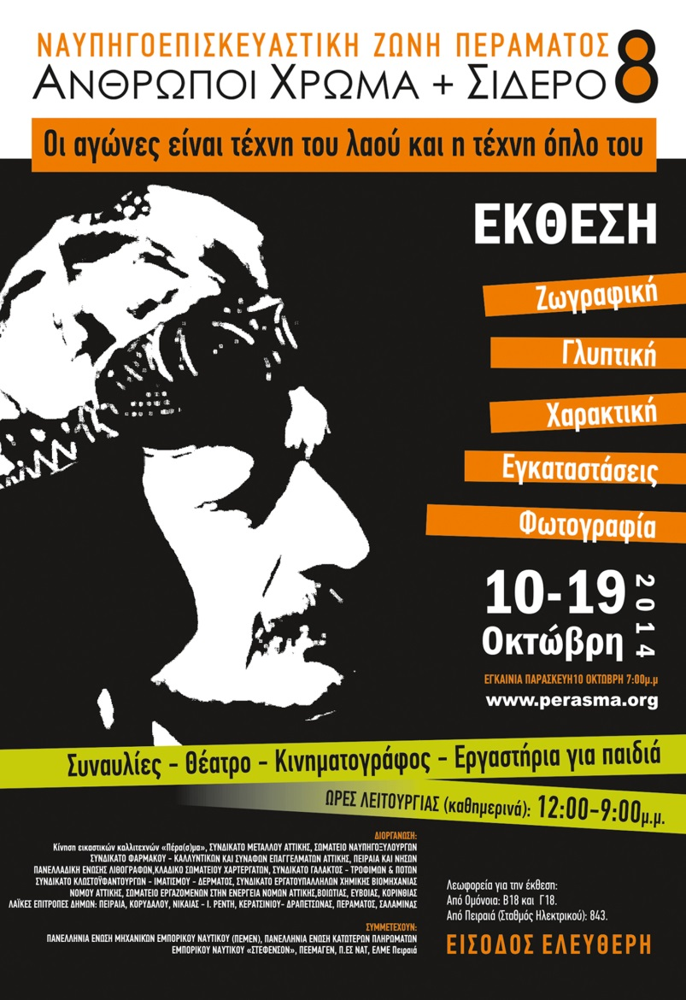 ΝΑΥΠΗΓΟΕΠΙΣΚΕΥΑΣΤΙΚΗ ΖΩΝΗ ΠΕΡΑΜΑΤΟΣ
ΑΝΘΡΩΠΟΙ ΧΡΩΜΑ + ΣΙΔΕΡΟ 8
Οι αγώνες είναι τέχνη του λαού και η τέχνη όπλο του
ΕΚΘΕΣΗ
Ζωγραφική
Γλυπτική
Χαρακτική
Εγκαταστάσεις
Φωτογραφία
10-19 2014
Οκτώβρη
ΕΓΚΑΙΝΙΑ ΠΑΡΑΣΚΕΥΗ10 ΟΚΤΩΒΡΗ 7:00μ.μ
www.perasma.org
Συναυλίες - Θέατρο - Κινηματογράφος - Εργαστήρια για παιδιά
ΩΡΕΣ ΛΕΙΤΟΥΡΓΙΑΣ (καθημερινά): 12:00-9:00μ.μ.
ΔΙΟΡΓΑΝΩΣΗ:
Κίνηση εικαστικών καλλιτεχνών «Πέρα(σ)μα», ΣΥΝΔΙΚΑΤΟ ΜΕΤΑΛΛΟΥ ΑΤΤΙΚΗΣ, ΣΩΜΑΤΕΙΟ ΝΑΥΠΗΓΟΞΥΛΟΥΡΓΩΝ
ΣΥΝΔΙΚΑΤΟ ΦΑΡΜΑΚΟΥ - ΚΑΛΛΥΝΤΙΚΩΝ ΚΑΙ ΣΥΝΑΦΩΝ ΕΠΑΓΓΕΛΜΑΤΩΝ ΑΤΤΙΚΗΣ, ΠΕΙΡΑΙΑ ΚΑΙ ΝΗΣΩΝ
ΠΑΝΕΛΛΑΔΙΚΗ ΕΝΩΣΗΣ ΛΙΘΟΓΡΑΦΩΝ,ΚΛΑΔΙΚΟ ΣΩΜΑΤΕΙΟΥ ΧΑΡΤΕΡΓΑΤΩΝ, ΣΥΝΔΙΚΑΤΟ ΓΑΛΑΚΤΟΣ - ΤΡΟΦΙΜΩΝ & ΠΟΤΩΝ
ΣΥΝΔΙΚΑΤΟ ΚΛΩΣΤΟΫΦΑΝΤΟΥΡΓΩΝ - ΙΜΑΤΙΣΜΟΥ - ΔΕΡΜΑΤΟΣ, ΣΥΝΔΙΚΑΤΟ ΕΡΓΑΤΟΥΠΑΛΛΗΛΩΝ ΧΗΜΙΚΗΣ ΒΙΟΜΗΧΑΝΙΑΣ
ΝΟΜΟΥ ΑΤΤΙΚΗΣ, ΣΩΜΑΤΕΙΟ ΕΡΓΑΖΟΜΕΝΩΝ ΣΤΗΝ ΕΝΕΡΓΕΙΑ ΝΟΜΩΝ ΑΤΤΙΚΗΣ,ΒΟΙΩΤΙΑΣ, ΕΥΒΟΙΑΣ, ΚΟΡΙΝΘΙΑΣ
ΛΑΪΚΕΣ ΕΠΙΤΡΟΠΕΣ ΔΗΜΩΝ: ΠΕΙΡΑΙΑ, ΚΟΡΥΔΑΛΟΥ, ΝΙΚΑΙΑΣ - Ι. ΡΕΝΤΗ, ΚΕΡΑΤΣΙΝΙΟΥ- ΔΡΑΠΕΤΣΩΝΑΣ, ΠΕΡΑΜΑΤΟΣ, ΣΑΛΑΜΙΝΑΣ
ΣΥΜΜΕΤΕΧΟΥΝ:
ΠΑΝΕΛΛΗΝΙΑ ΕΝΩΣΗ ΜΗΧΑΝΙΚΩΝ ΕΜΠΟΡΙΚΟΥ ΝΑΥΤΙΚΟΥ (ΠΕΜΕΝ), ΠΑΝΕΛΛΗΝΙΑ ΕΝΩΣΗ ΚΑΤΩΤΕΡΩΝ ΠΛΗΡΩΜΑΤΩΝ
ΕΜΠΟΡΙΚΟΥ ΝΑΥΤΙΚΟΥ «ΣΤΕΦΕΝΣΟΝ», ΠΕΕΜΑΓΕΝ, Π.ΕΣ ΝΑΤ, ΕΛΜΕ Πειραιά
Λεωφορεία για την έκθεση:
Από Ομόνοια: Β18 και Γ18.
Από Πειραιά (Σταθμός Ηλεκτρικού): 843.
ΕΙΣΟΔΟΣ ΕΛΕΥΘΕΡΗ